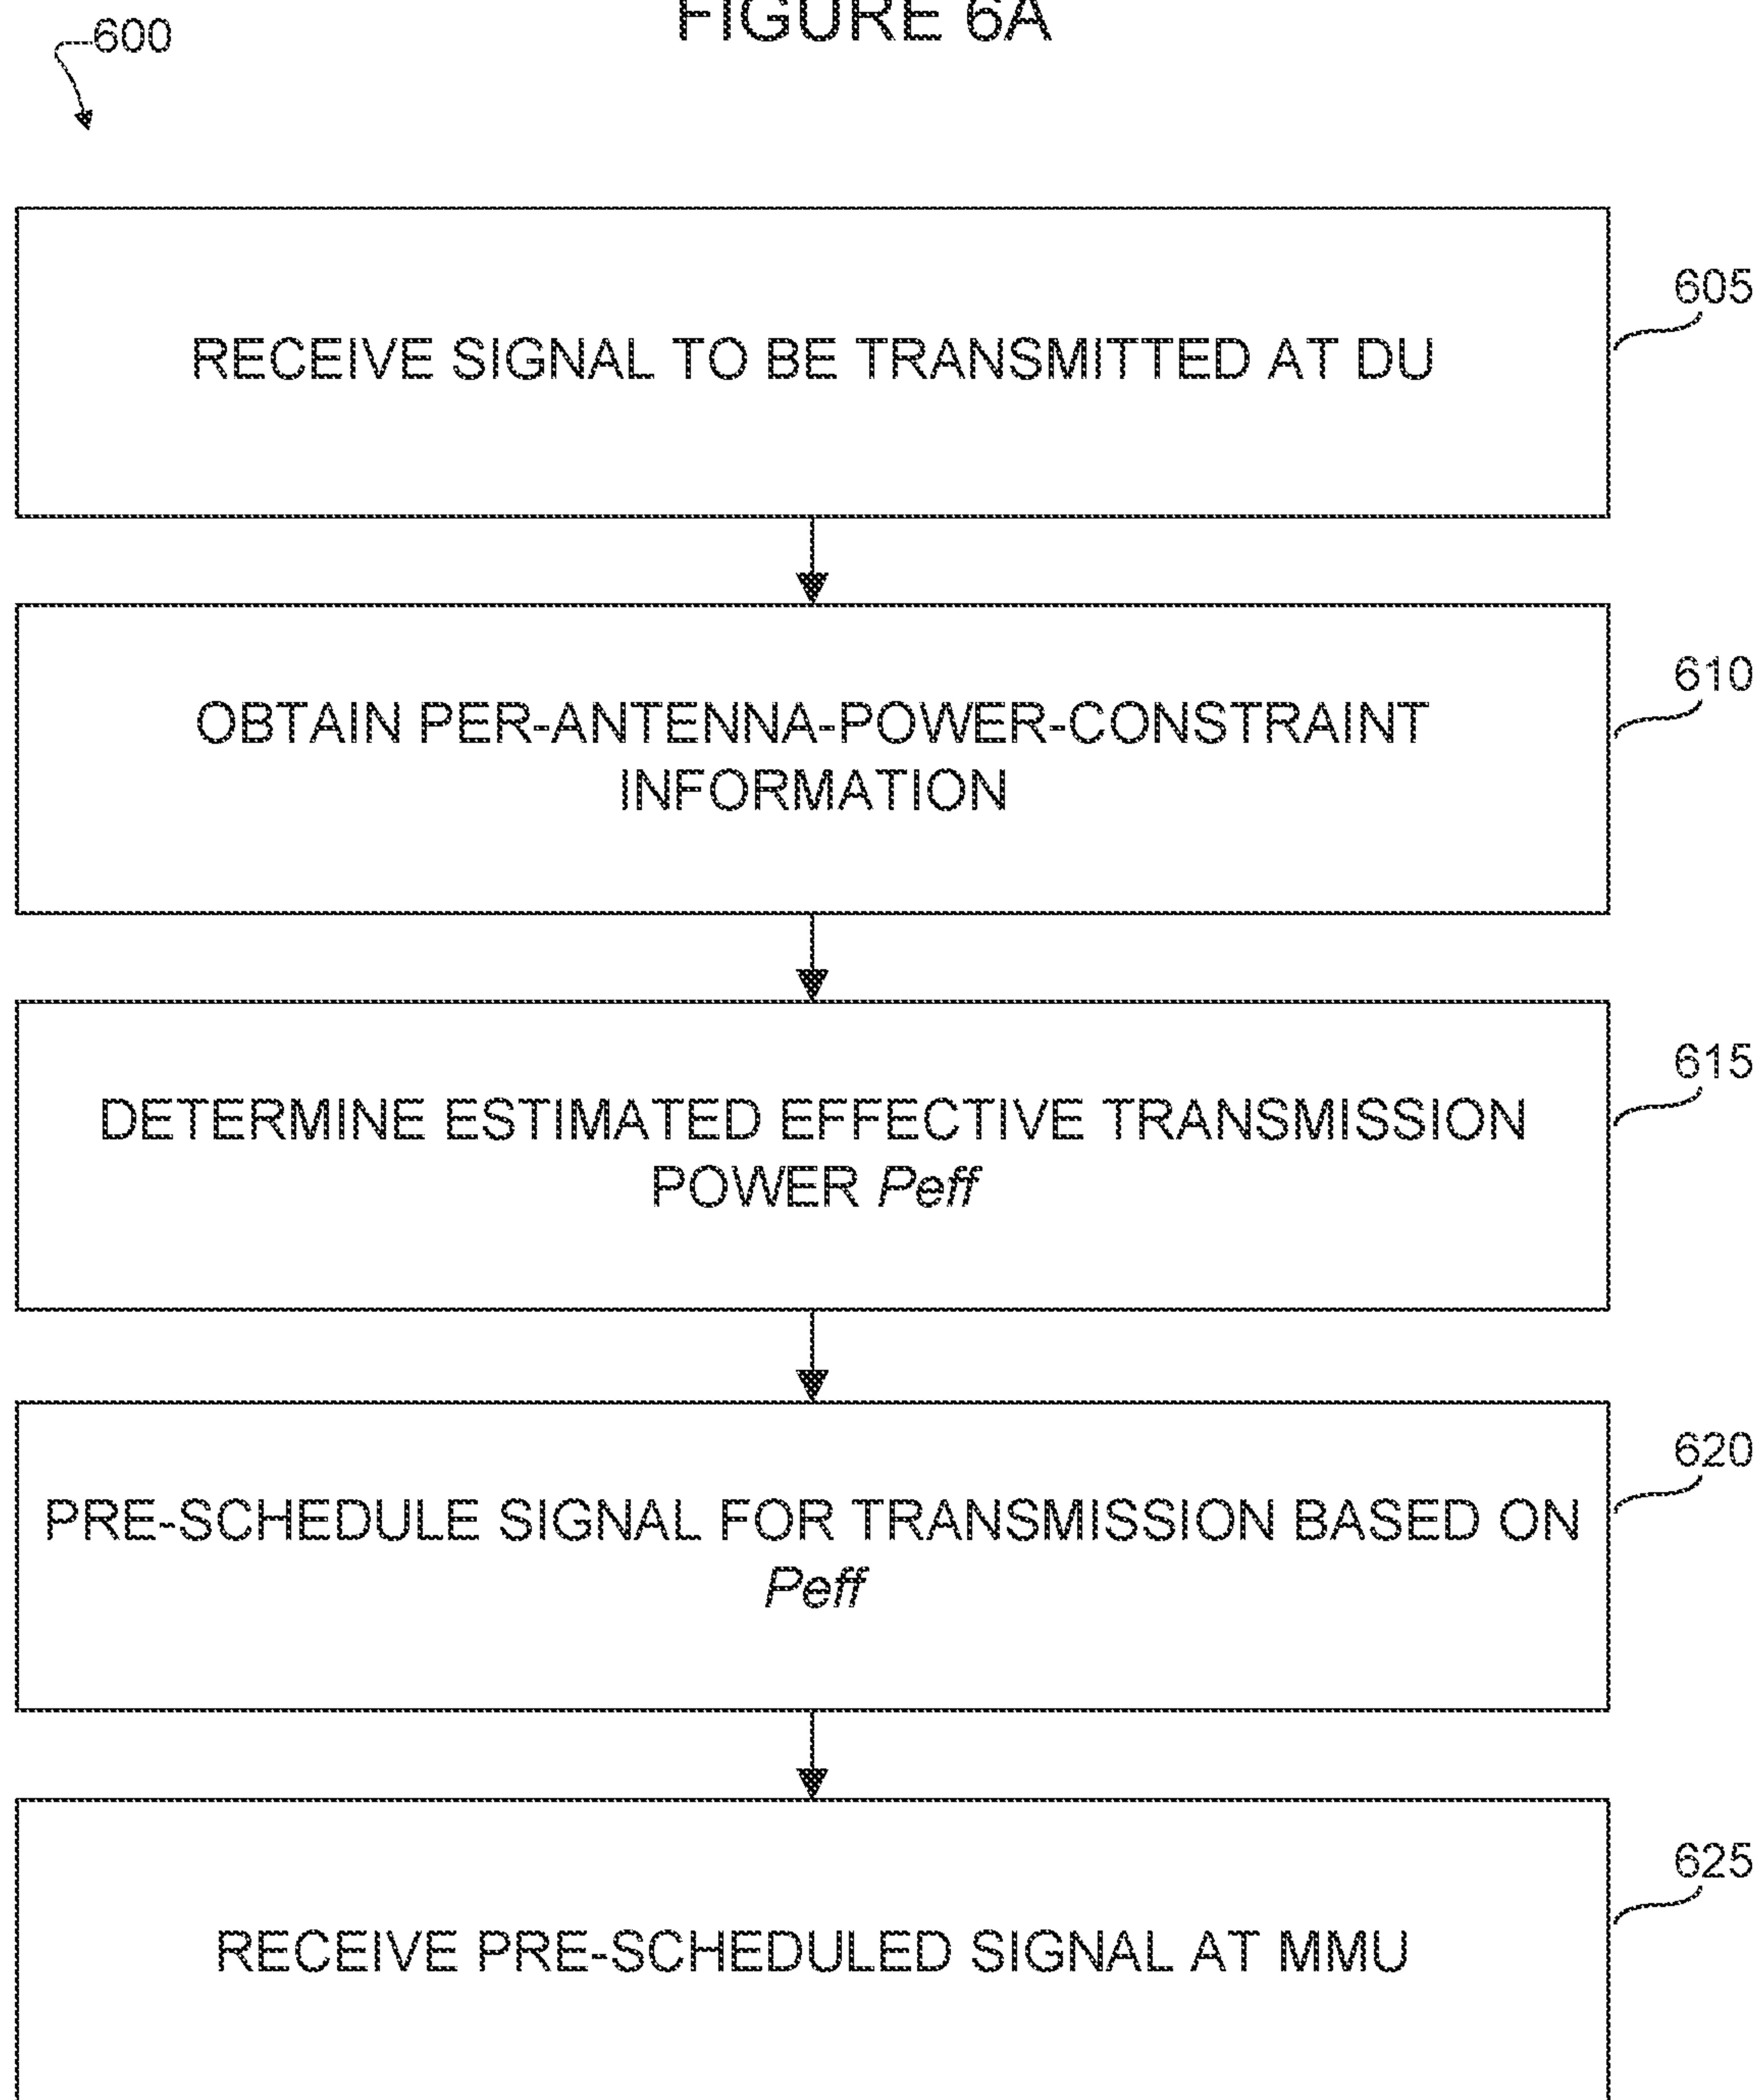 FIGURE 6A
600
RECEIVE SIGNAL TO BE TRANSMITTED AT DU
605
OBTAIN PER-ANTENNA-POWER-CONSTRAINT
INFORMATION
610
DETERMINE ESTIMATED EFFECTIVE TRANSMISSION
POWER Peff
615
PRE-SCHEDULE SIGNAL FOR TRANSMISSION BASED ON
Peff
620
RECEIVE PRE-SCHEDULED SIGNAL AT MMU
625